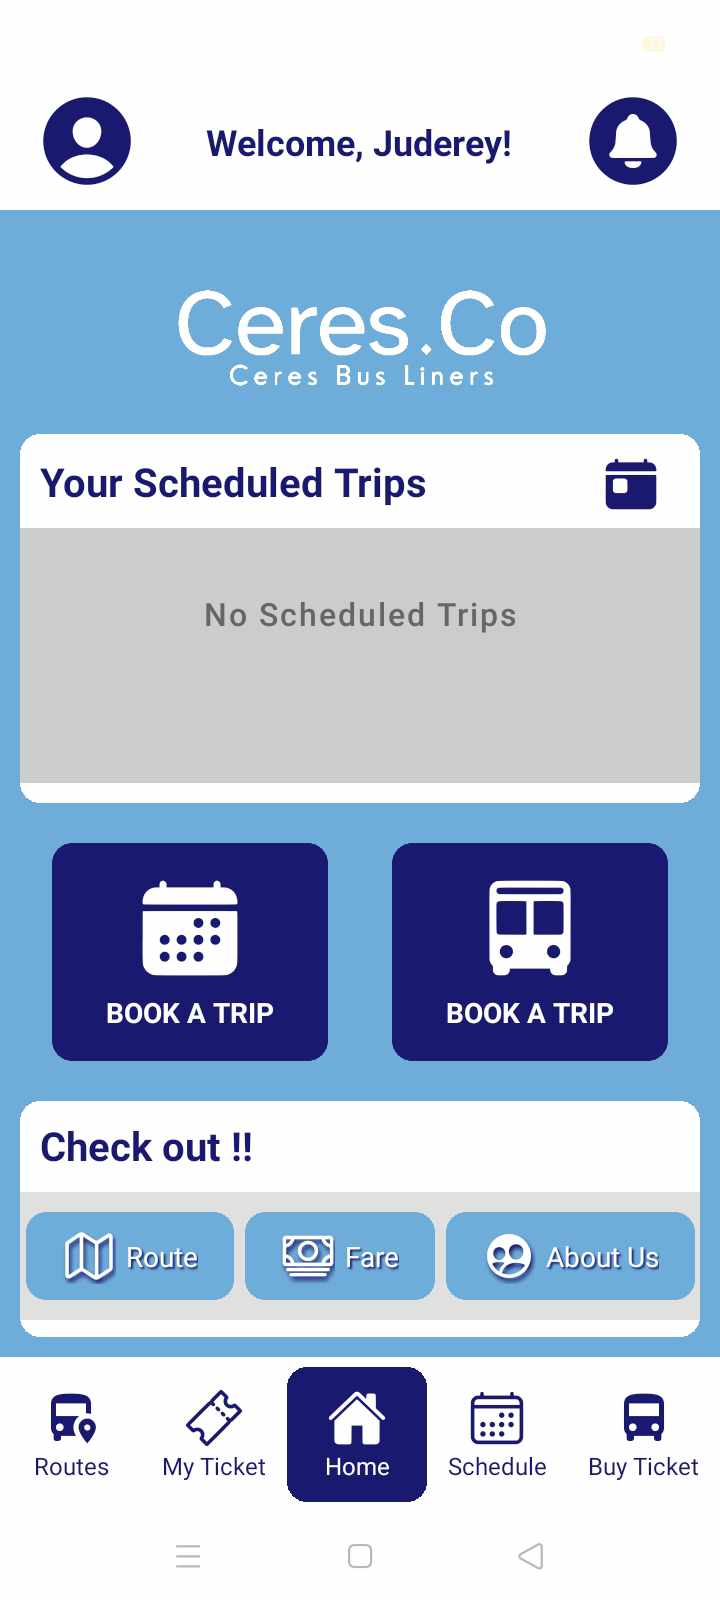 Welcome, Juderey!
Ceres.Co
Ceres Bus Liners
Your Scheduled Trips
No Scheduled Trips
BOOK A TRIP
BOOK A TRIP
Check out !!
Route
Fare
About Us
Routes
My Ticket
Home
Schedule
Buy Ticket